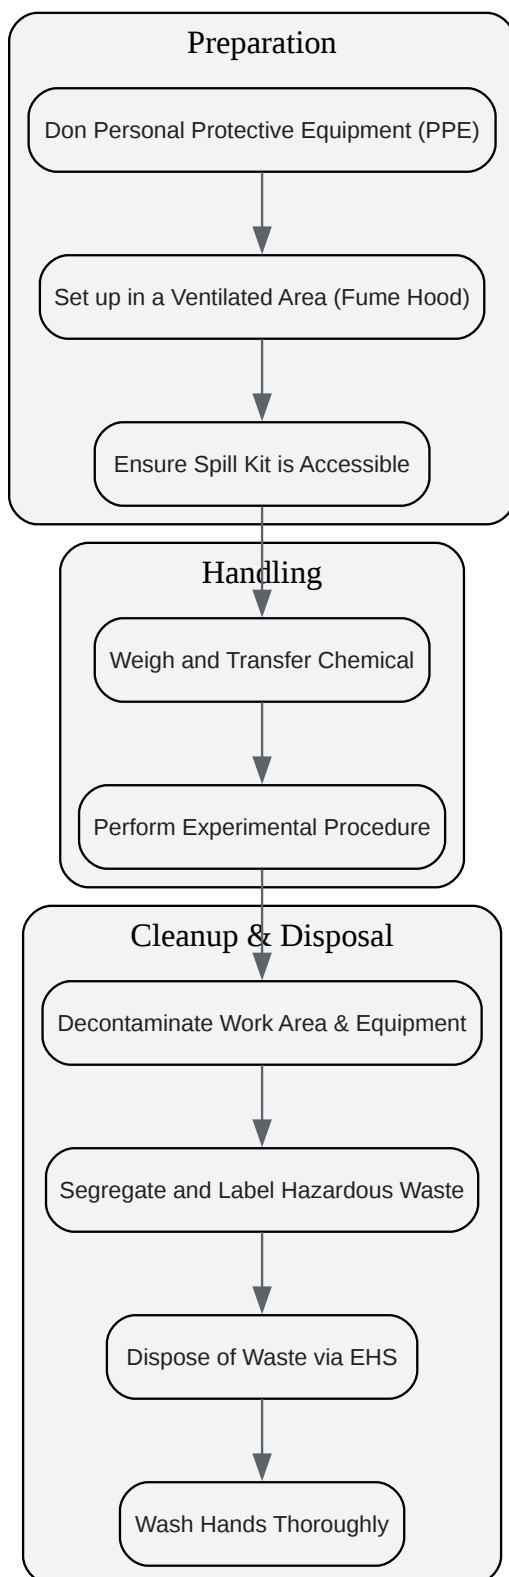 Preparation
Don Personal Protective Equipment (PPE)
Set up in a Ventilated Area (Fume Hood)
Ensure Spill Kit is Accessible
Handling
Weigh and Transfer Chemical
Perform Experimental Procedure
Cleanup & Disposal
Decontaminate Work Area & Equipment
Segregate and Label Hazardous Waste
Dispose of Waste via EHS
Wash Hands Thoroughly